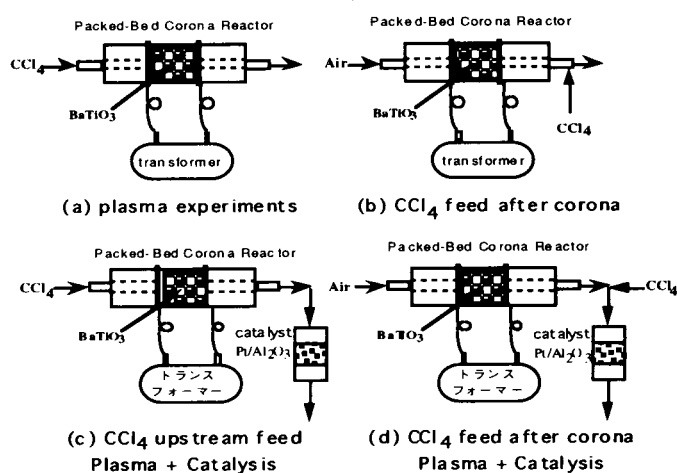 Packed-Bed Corona Reactor
CCl4
BaTiO3
transformer
(a) plasma experiments
Packed-Bed Corona Reactor
Air
BaTiO3
CCl4
transformer
(b) CCl4 feed after corona
Packed-Bed Corona Reactor
CCl4
BaTiO3
catalyst
Pt/Al2O3
トランス
フォーマー
(c) CCl4 upstream feed
Plasma + Catalysis
Packed-Bed Corona Reactor
Air
CCl4
BaTiO3
catalyst
Pt/Al2O3
トランス
フォーマー
(d) CCl4 feed after corona
Plasma + Catalysis